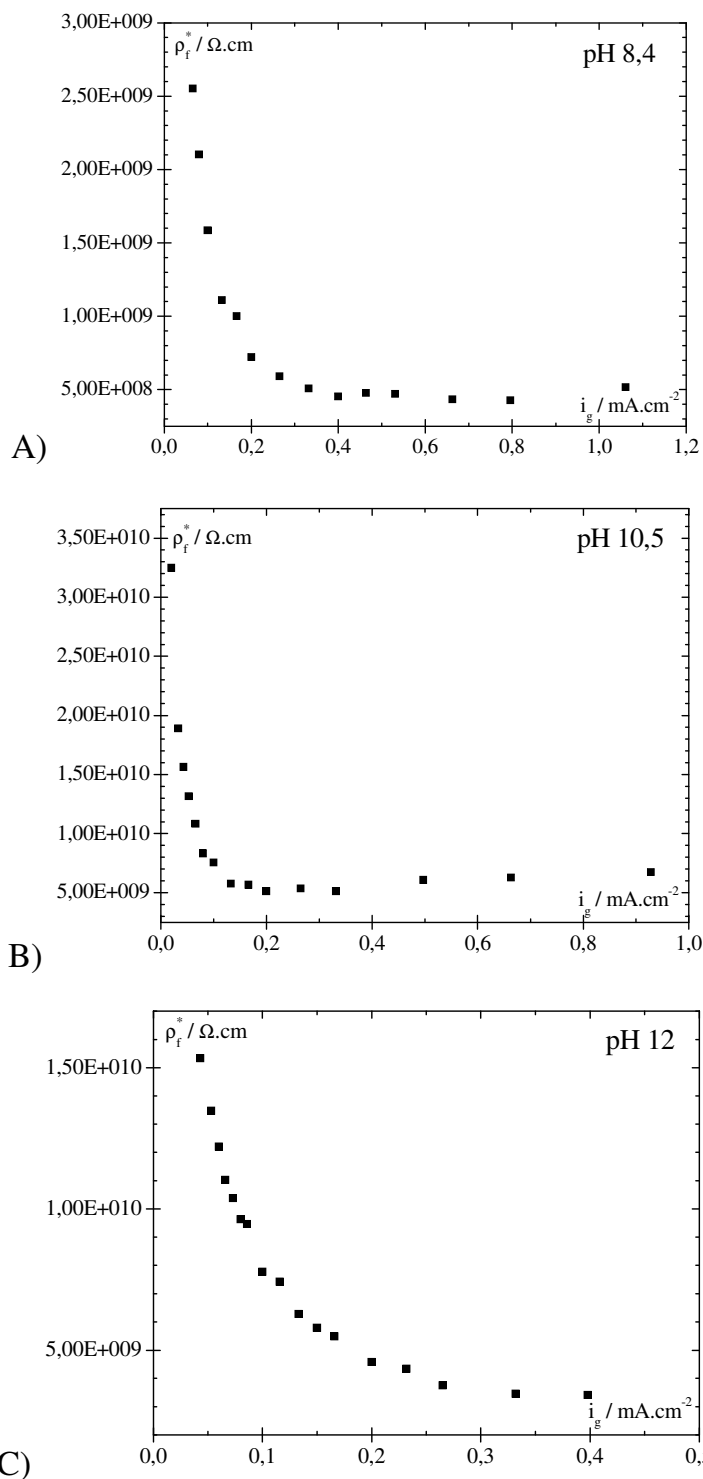 3,00E+009
ρf* / Ω.cm
pH 8,4
2,50E+009
2,00E+009
1,50E+009
1,00E+009
5,00E+008
ig / mA.cm-2
0,0 0,2 0,4 0,6 0,8 1,0 1,2
A)
3,50E+010
ρf* / Ω.cm
pH 10,5
3,00E+010
2,50E+010
2,00E+010
1,50E+010
1,00E+010
5,00E+009
ig / mA.cm-2
0,0 0,2 0,4 0,6 0,8 1,0
B)
ρf* / Ω.cm
pH 12
1,50E+010
1,00E+010
5,00E+009
ig / mA.cm-2
0,0 0,1 0,2 0,3 0,4
C)